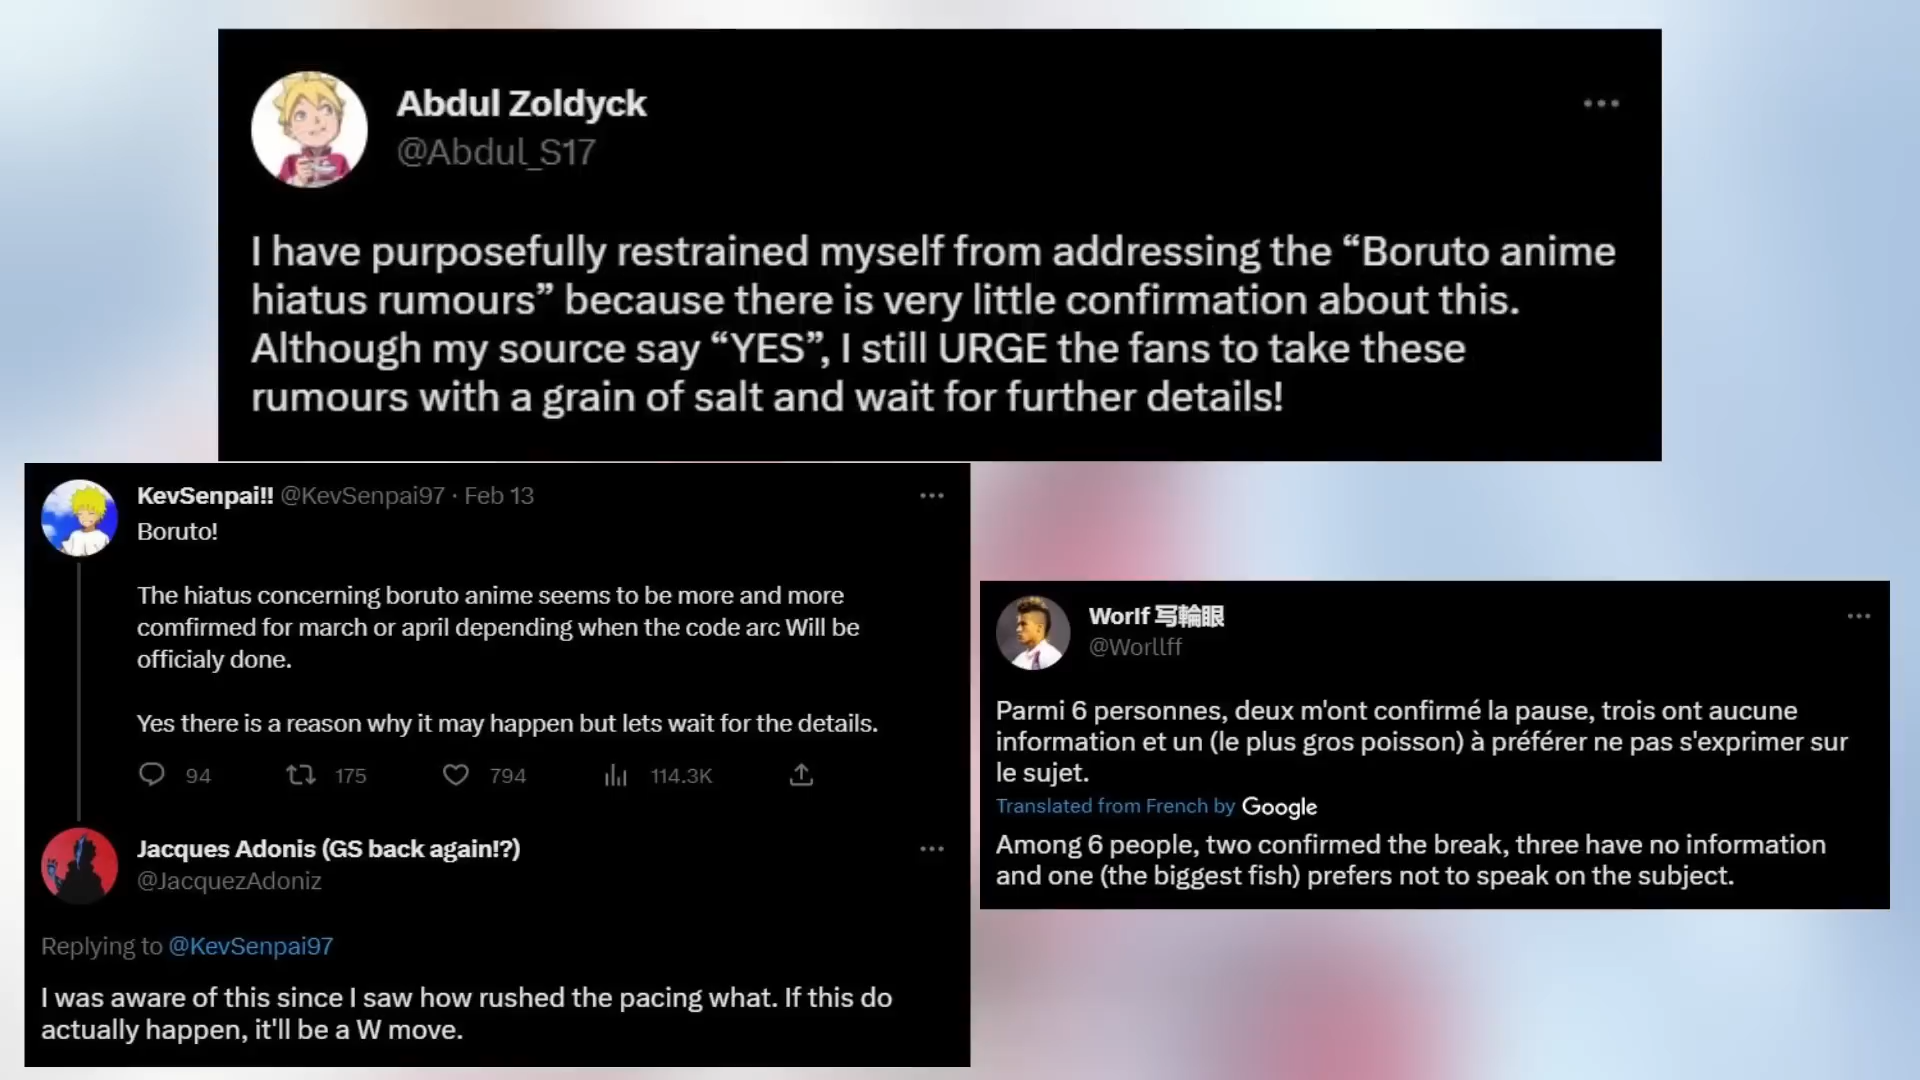 Abdul Zoldyck
@Abdul_S17
I have purposefully restrained myself from addressing the “Boruto anime
hiatus rumours” because there is very little confirmation about this.
Although my source say “YES”, I still URGE the fans to take these
rumours with a grain of salt and wait for further details!
KevSenpai!! @KevSenpai97 · Feb 13
Boruto!
The hiatus concerning boruto anime seems to be more and more
comfirmed for march or april depending when the code arc Will be
officialy done.
Yes there is a reason why it may happen but lets wait for the details.
94 175 794 114.3K
Jacques Adonis (GS back again!?)
@JacquezAdoniz
Replying to @KevSenpai97
I was aware of this since I saw how rushed the pacing what. If this do
actually happen, it'll be a W move.
Worlf 写輪眼
@Worllff
Parmi 6 personnes, deux m'ont confirmé la pause, trois ont aucune
information et un (le plus gros poisson) à préférer ne pas s'exprimer sur
le sujet.
Translated from French by Google
Among 6 people, two confirmed the break, three have no information
and one (the biggest fish) prefers not to speak on the subject.